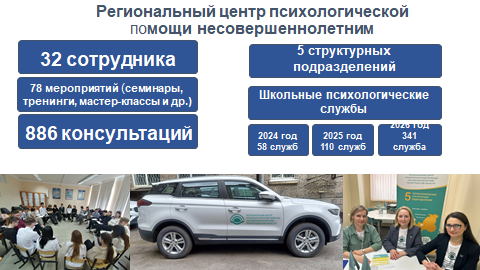 Региональный центр психологической
помощи несовершеннолетним
32 сотрудника
78 мероприятий (семинары,
тренинги, мастер-классы и др.)
886 консультаций
5 структурных
подразделений
Школьные психологические
службы
2024 год
58 служб
2025 год
110 служб
2026 год
341
служба
5